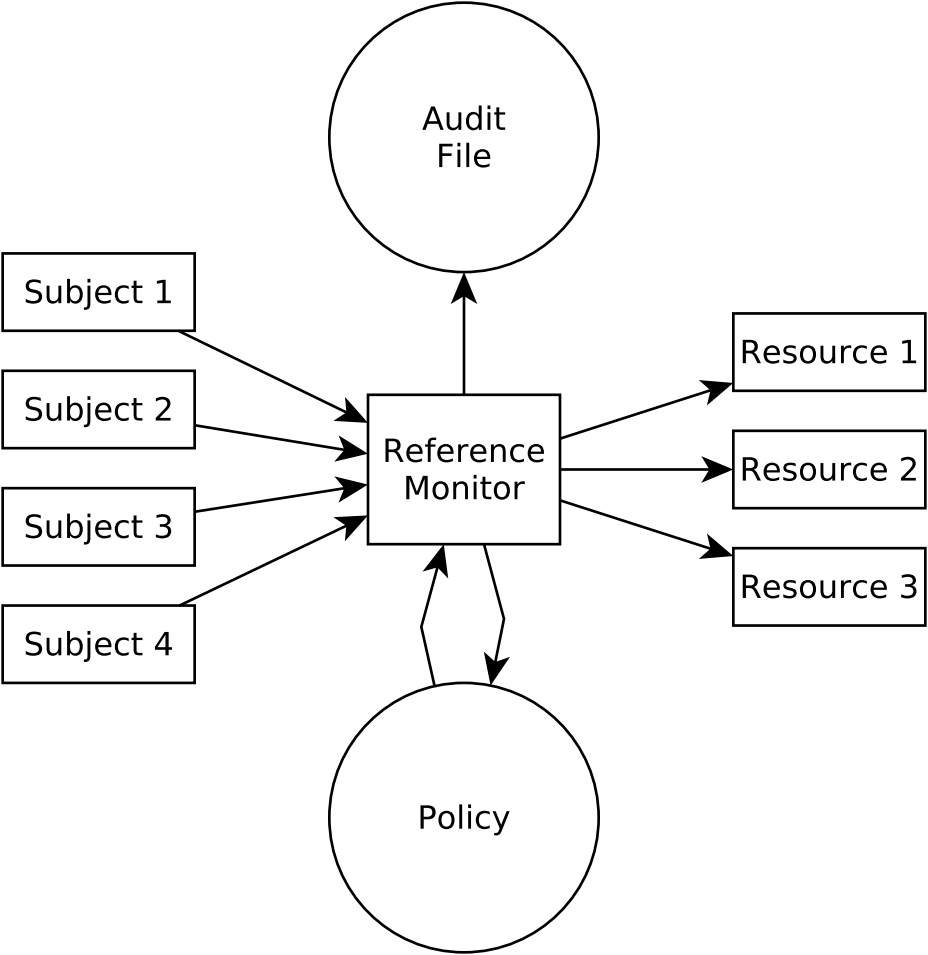 Audit
File
Subject 1
Subject 2
Subject 3
Subject 4
Reference
Monitor
Resource 1
Resource 2
Resource 3
Policy